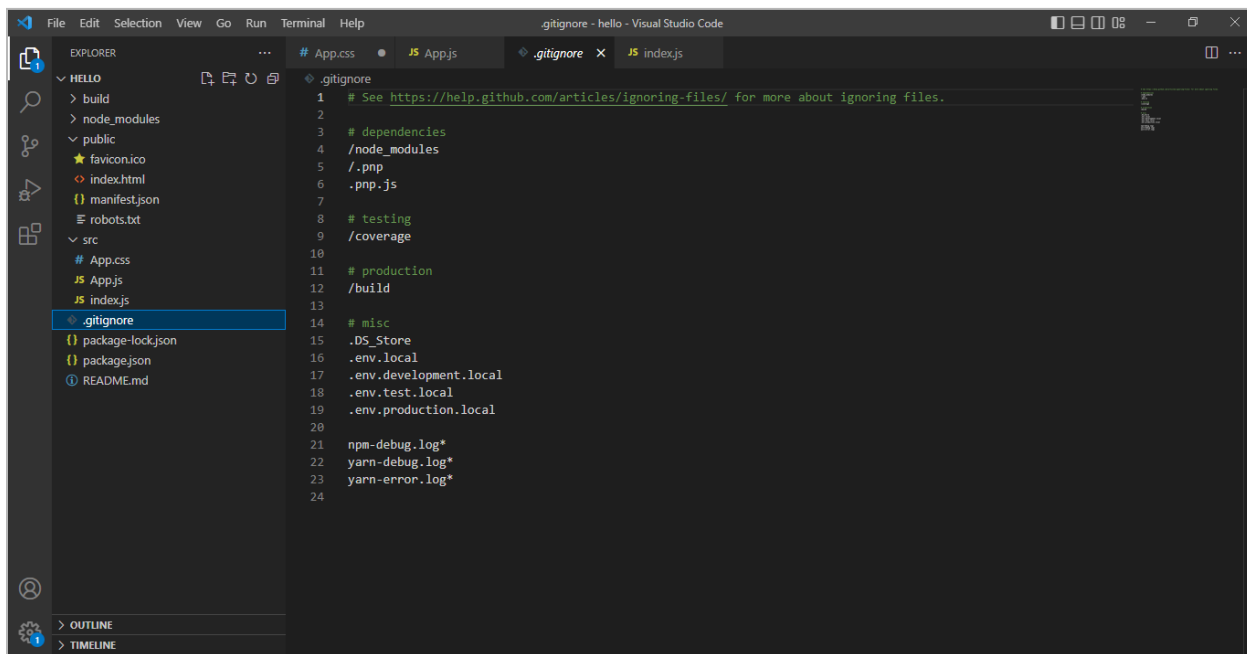 File Edit Selection View Go Run Terminal Help
.gitignore - hello - Visual Studio Code
EXPLORER
# App.css
JS App.js
.gitignore
JS index.js
HELLO
build
node_modules
public
favicon.ico
<> index.html
{} manifest.json
robots.txt
src
# App.css
JS App.js
JS index.js
.gitignore
{} package-lock.json
{} package.json
README.md
OUTLINE
TIMELINE
1
1
.gitignore
1 # See https://help.github.com/articles/ignoring-files/ for more about ignoring files.
2
3 # dependencies
4 /node_modules
5 /.pnp
6 .pnp.js
7
8 # testing
9 /coverage
10
11 # production
12 /build
13
14 # misc
15 .DS_Store
16 .env.local
17 .env.development.local
18 .env.test.local
19 .env.production.local
20
21 npm-debug.log*
22 yarn-debug.log*
23 yarn-error.log*
24